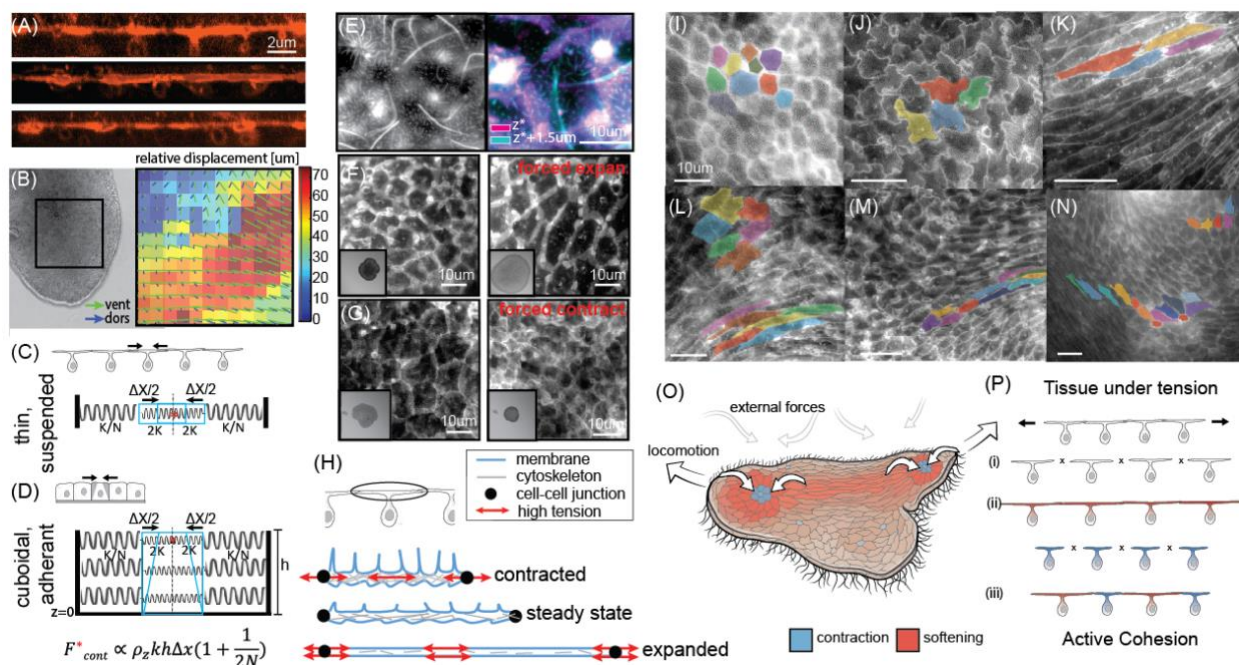 (A)
2um
(B)
relative displacement [um]
70
60
50
40
30
20
10
0
vent
dors
(C)
thin,
suspended
ΔX/2
ΔX/2
K/N
2K
2K
K/N
(D)
cuboidal,
adherant
ΔX/2
ΔX/2
K/N
2K
2K
K/N
h
z=0
F*cont ∝ ρz khΔx(1 + 1/2N)
(E)
z*
z*+1.5um
10um
(F)
forced expan
10um
10um
(G)
forced contract
10um
10um
(H)
membrane
cytoskeleton
cell-cell junction
high tension
contracted
steady state
expanded
(I)
10um
(J)
(K)
(L)
(M)
(N)
(O)
external forces
locomotion
contraction
softening
(P)
Tissue under tension
(i)
x x x
(ii)
x x x
(iii)
Active Cohesion